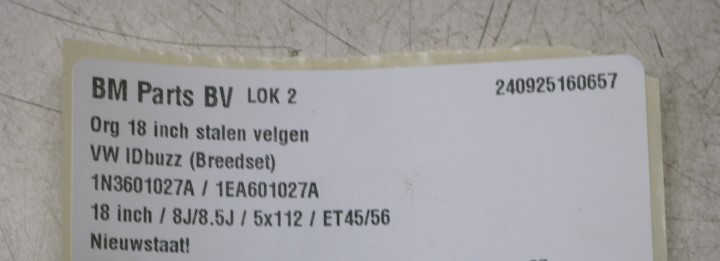 BM Parts BV LOK 2 240925160657
Org 18 inch stalen velgen
VW IDbuzz (Breedset)
1N3601027A / 1EA601027A
18 inch / 8J/8.5J / 5x112 / ET45/56
Nieuwstaat!